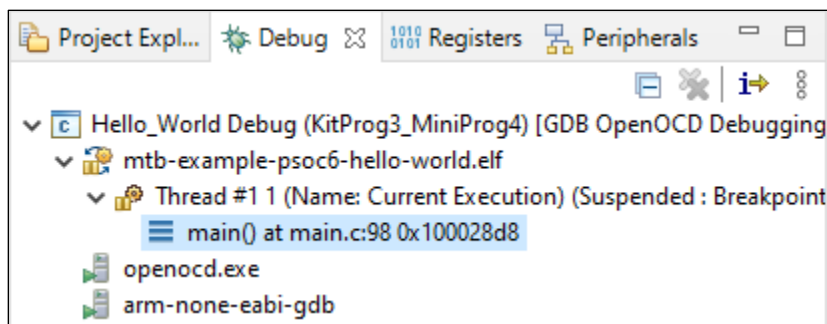 Project Expl... Debug Registers Peripherals
Hello_World Debug (KitProg3_MiniProg4) [GDB OpenOCD Debugging
mtb-example-psoc6-hello-world.elf
Thread #1 1 (Name: Current Execution) (Suspended : Breakpoint
main() at main.c:98 0x100028d8
openocd.exe
arm-none-eabi-gdb